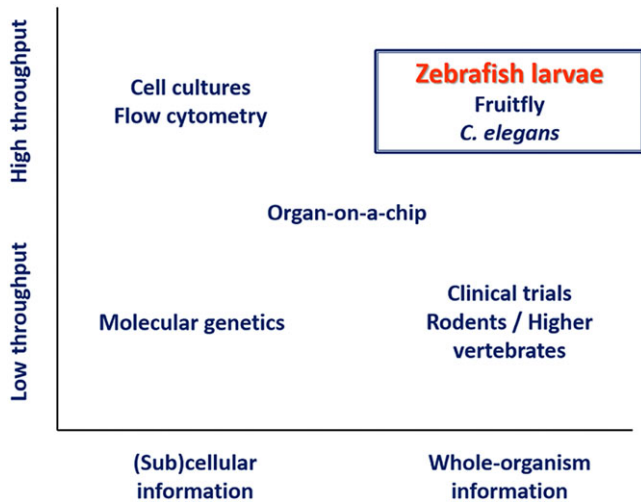 High throughput
Low throughput
Cell cultures
Flow cytometry
Zebrafish larvae
Fruitfly
C. elegans
Organ-on-a-chip
Molecular genetics
Clinical trials
Rodents / Higher
vertebrates
(Sub)cellular
information
Whole-organism
information